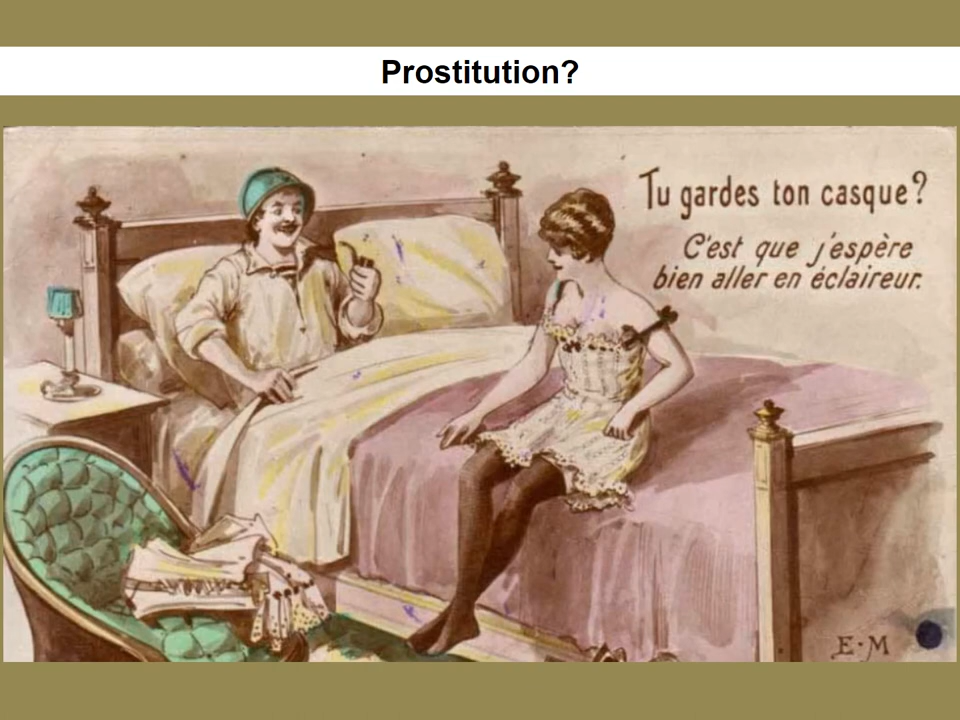 Prostitution?
Tu gardes ton casque?
C'est que j'espère
bien aller en éclaireur.
E·M